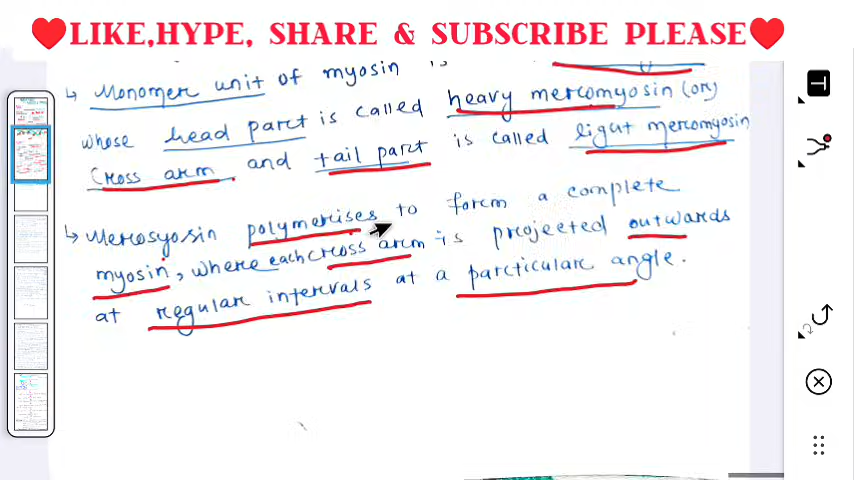 ♥LIKE,HYPE, SHARE & SUBSCRIBE PLEASE♥
↳ Monomer unit of myosin is
whose head part is called heavy meromyosin (or)
cross arm and tail part is called light meromyosin
↳ Meromyosin polymerises to form a complete
myosin, where each cross arm is projected outwards
at regular intervals at a particular angle.
T